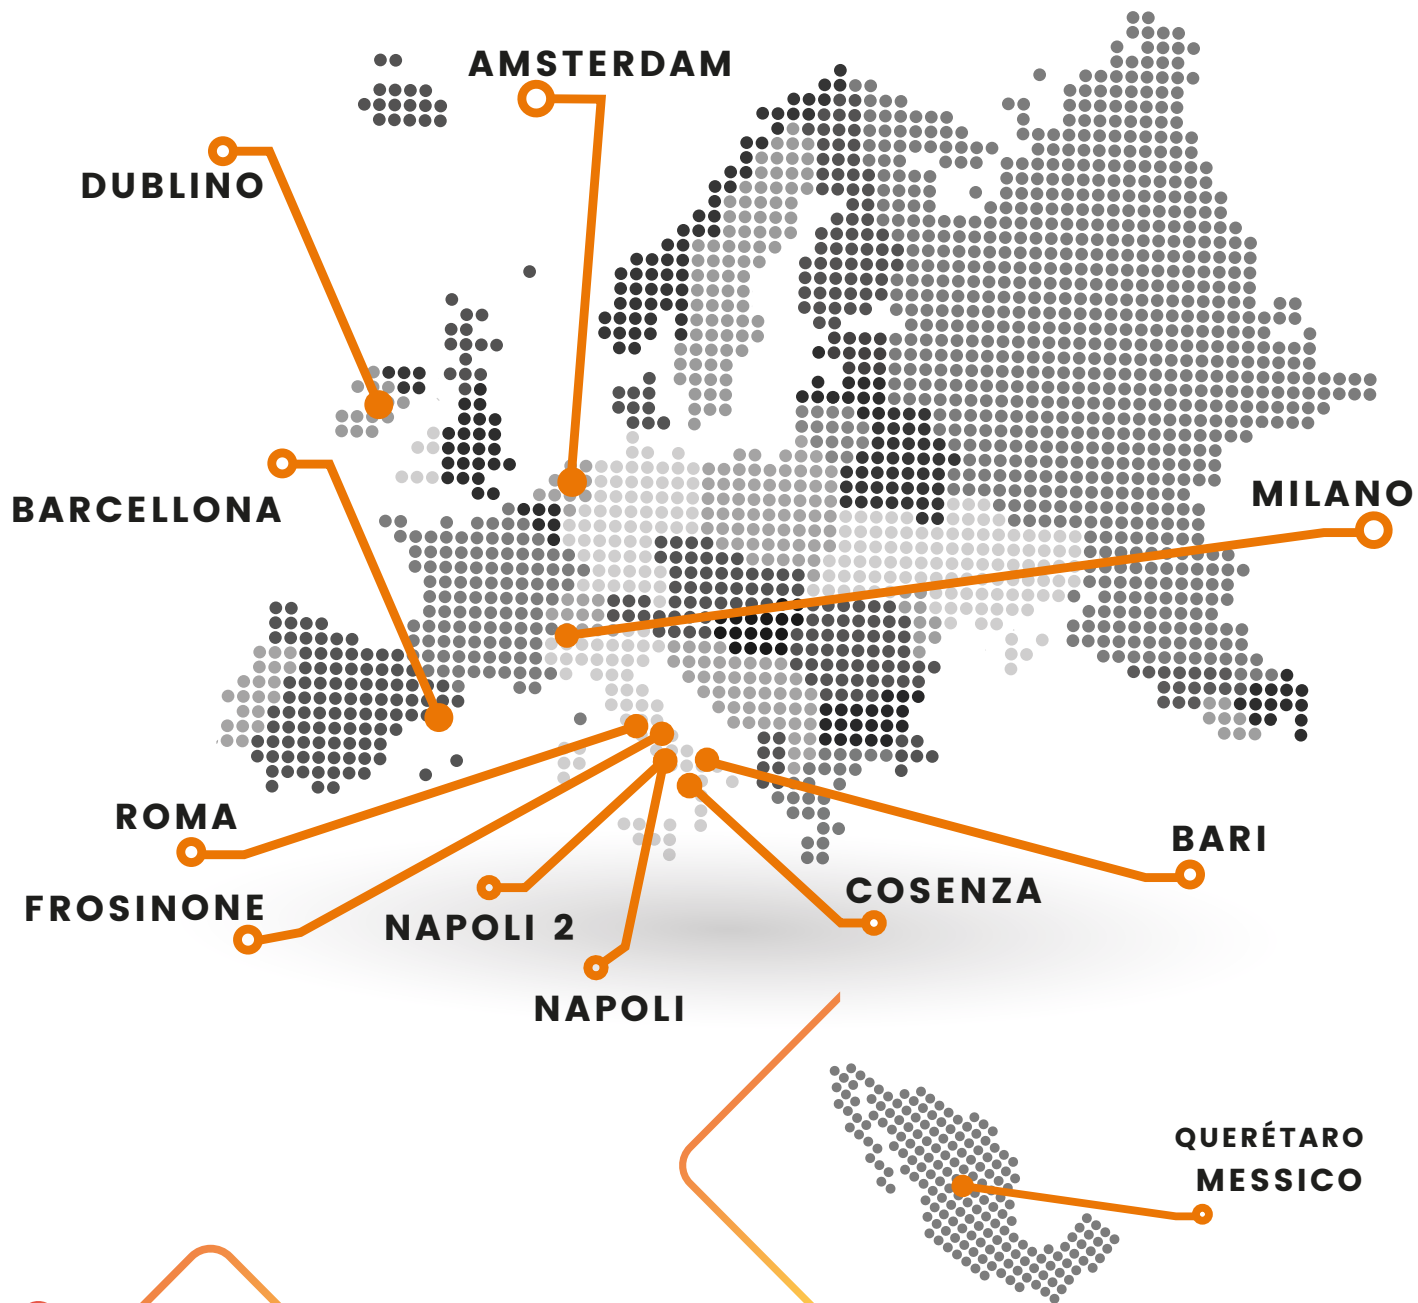 AMSTERDAM
DUBLINO
MILANO
BARCELLONA
ROMA
BARI
COSENZA
FROSINONE
NAPOLI 2
NAPOLI
QUERÉTARO
MESSICO